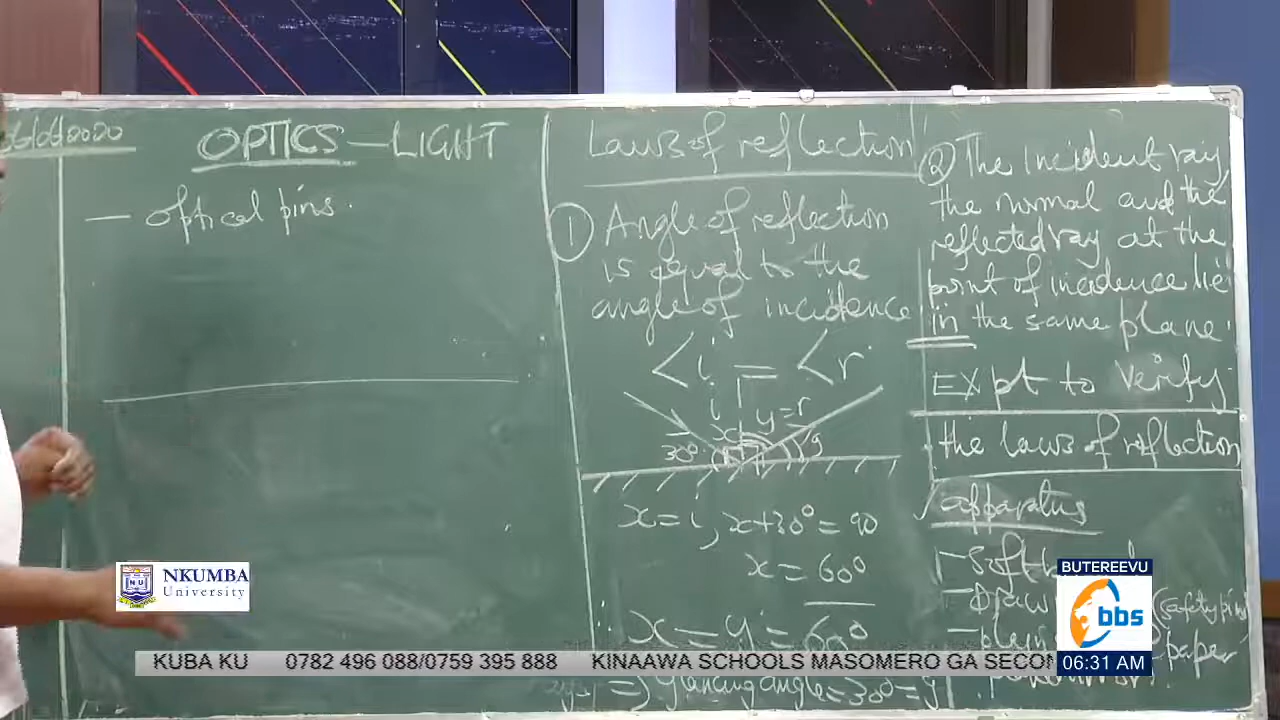 OPTICS — LIGHT
— optical pins.
Laws of reflection
① Angle of reflection
is equal to the
angle of incidence
<i = <r
i
x y=r
30° g
x = i, x+30° = 90
x = 60°
∴ x = y = 60°
glancing angle = 30° = g
② The incident ray,
the normal and the
reflected ray at the
point of incidence lie
in the same plane.
EXpt to verify
the laws of reflection
apparatus
- Soft
(safety pins)
paper
NKUMBA
University
BUTEREEVU
bbs
06:31 AM
KUBA KU 0782 496 088/0759 395 888 KINAAWA SCHOOLS MASOMERO GA